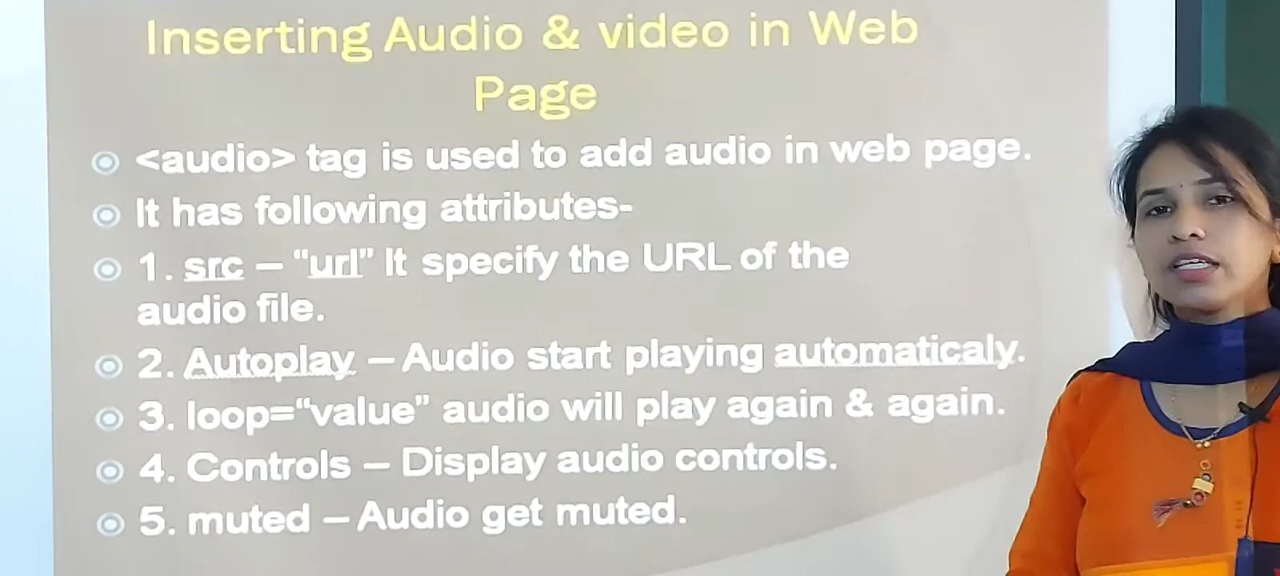 Inserting Audio & video in Web
Page
<audio> tag is used to add audio in web page.
It has following attributes-
1. src – “url” It specify the URL of the
audio file.
2. Autoplay – Audio start playing automaticaly.
3. loop=“value” audio will play again & again.
4. Controls – Display audio controls.
5. muted – Audio get muted.